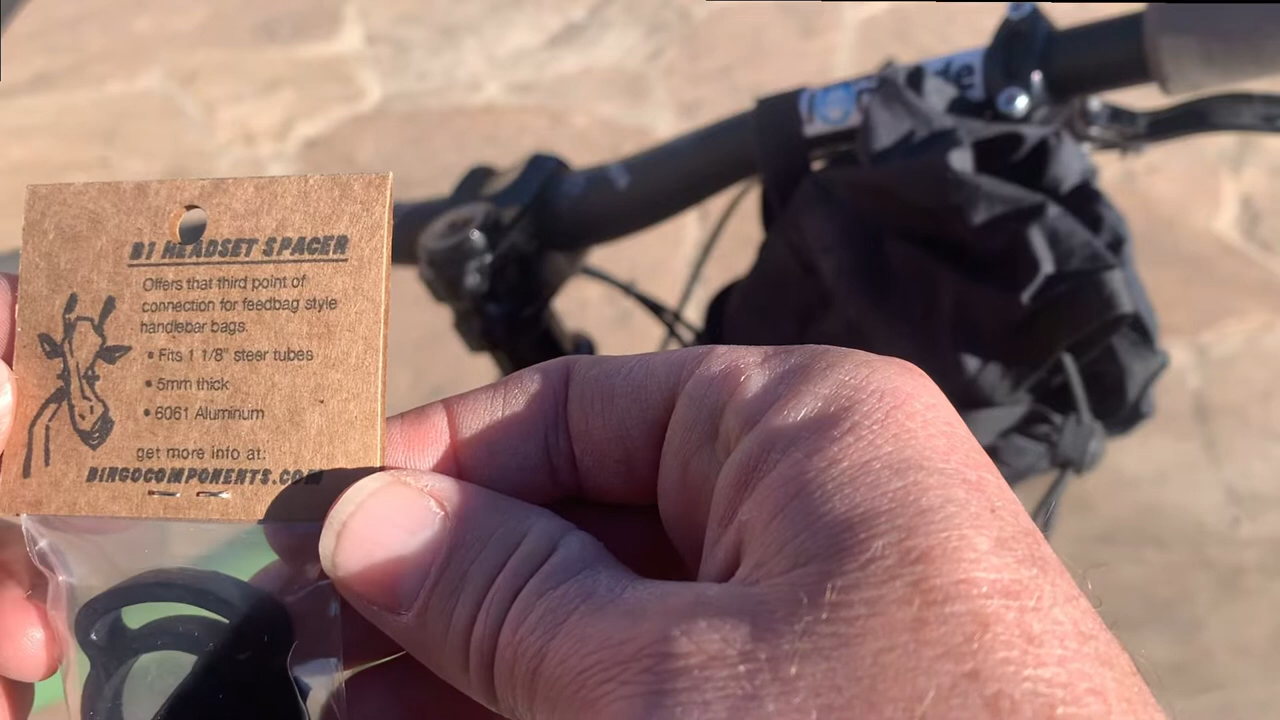 B1 HEADSET SPACER
Offers that third point of
connection for feedbag style
handlebar bags.
• Fits 1 1/8" steer tubes
• 5mm thick
• 6061 Aluminum
get more info at:
BINGOCOMPONENTS.COM